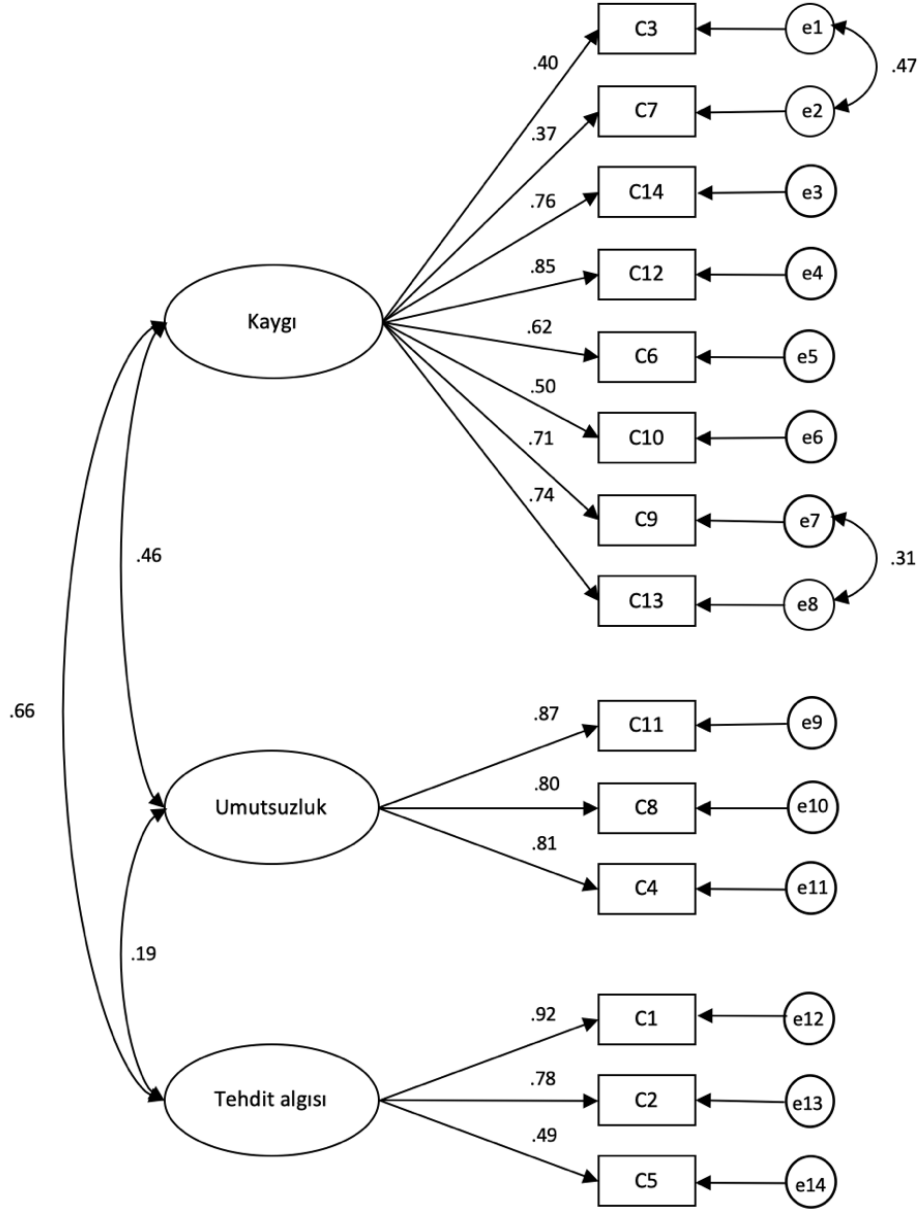 C3
e1
.40
.47
C7
e2
.37
C14
e3
.76
C12
e4
.85
Kaygı
.62
C6
e5
.50
C10
e6
.71
C9
e7
.74
.46
.31
C13
e8
.66
.87
C11
e9
Umutsuzluk
.80
C8
e10
.81
C4
e11
.19
.92
C1
e12
Tehdit algısı
.78
C2
e13
.49
C5
e14